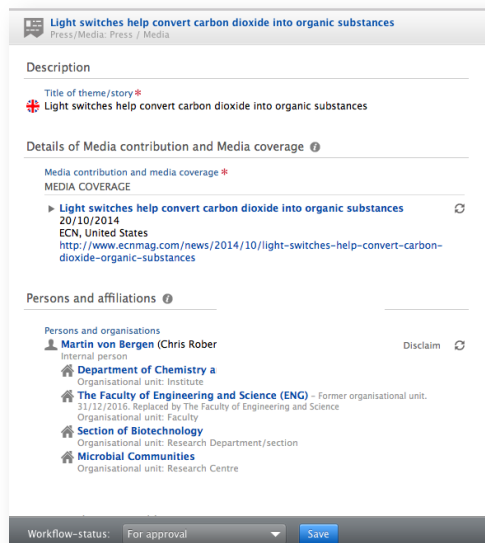 Light switches help convert carbon dioxide into organic substances
Press/Media: Press / Media
Description
Title of theme/story *
Light switches help convert carbon dioxide into organic substances
Details of Media contribution and Media coverage i
Media contribution and media coverage *
MEDIA COVERAGE
Light switches help convert carbon dioxide into organic substances
20/10/2014
ECN, United States
http://www.ecnmag.com/news/2014/10/light-switches-help-convert-carbon-
dioxide-organic-substances
Persons and affiliations i
Persons and organisations
Martin von Bergen (Chris Rober Disclaim
Internal person
Department of Chemistry a
Organisational unit: Institute
The Faculty of Engineering and Science (ENG) – Former organisational unit.
31/12/2016. Replaced by The Faculty of Engineering and Science
Organisational unit: Faculty
Section of Biotechnology
Organisational unit: Research Department/section
Microbial Communities
Organisational unit: Research Centre
Workflow-status: For approval Save